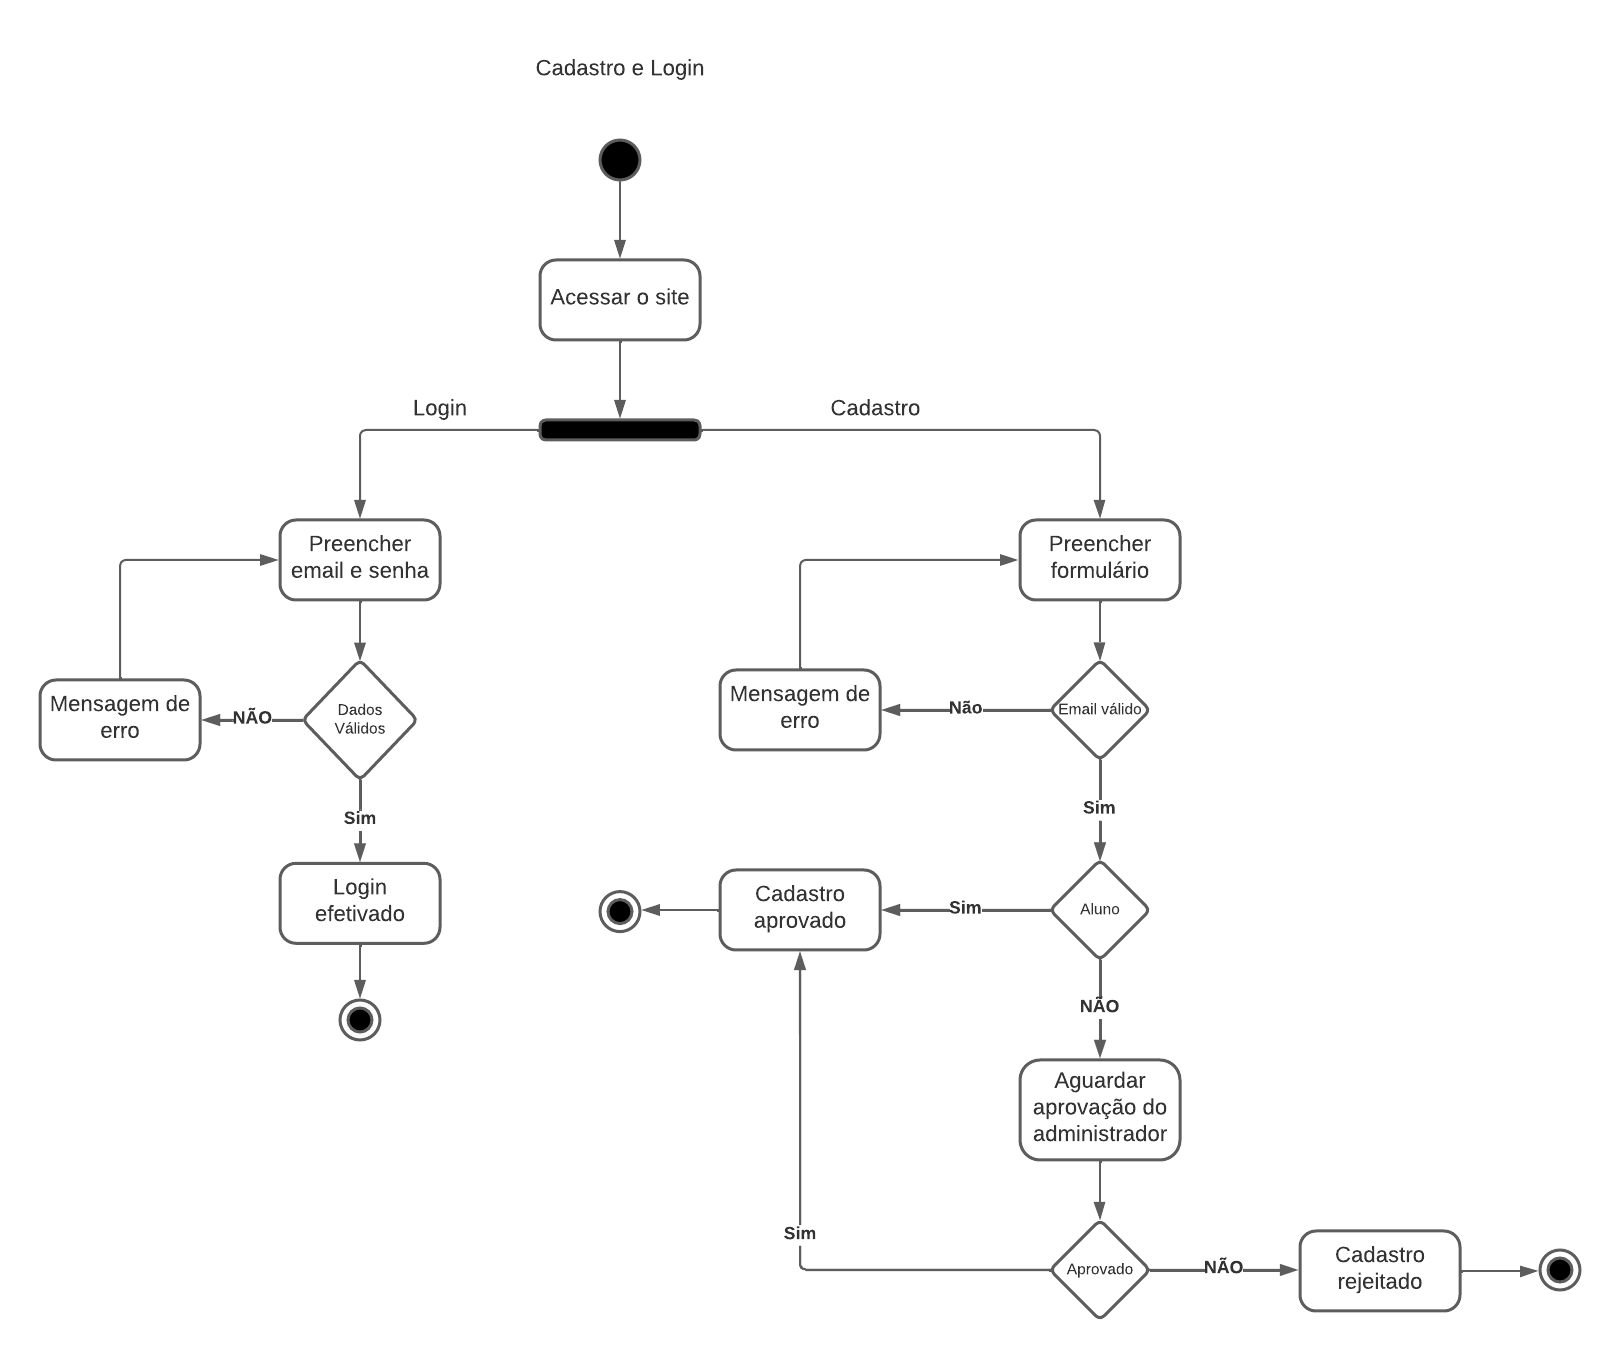 Cadastro e Login
Acessar o site
Login
Cadastro
Preencher
email e senha
Preencher
formulário
Mensagem de
erro
NÃO
Dados
Válidos
Mensagem de
erro
Não
Email válido
Sim
Sim
Login
efetivado
Cadastro
aprovado
Sim
Aluno
NÃO
Aguardar
aprovação do
administrador
Sim
Aprovado
NÃO
Cadastro
rejeitado